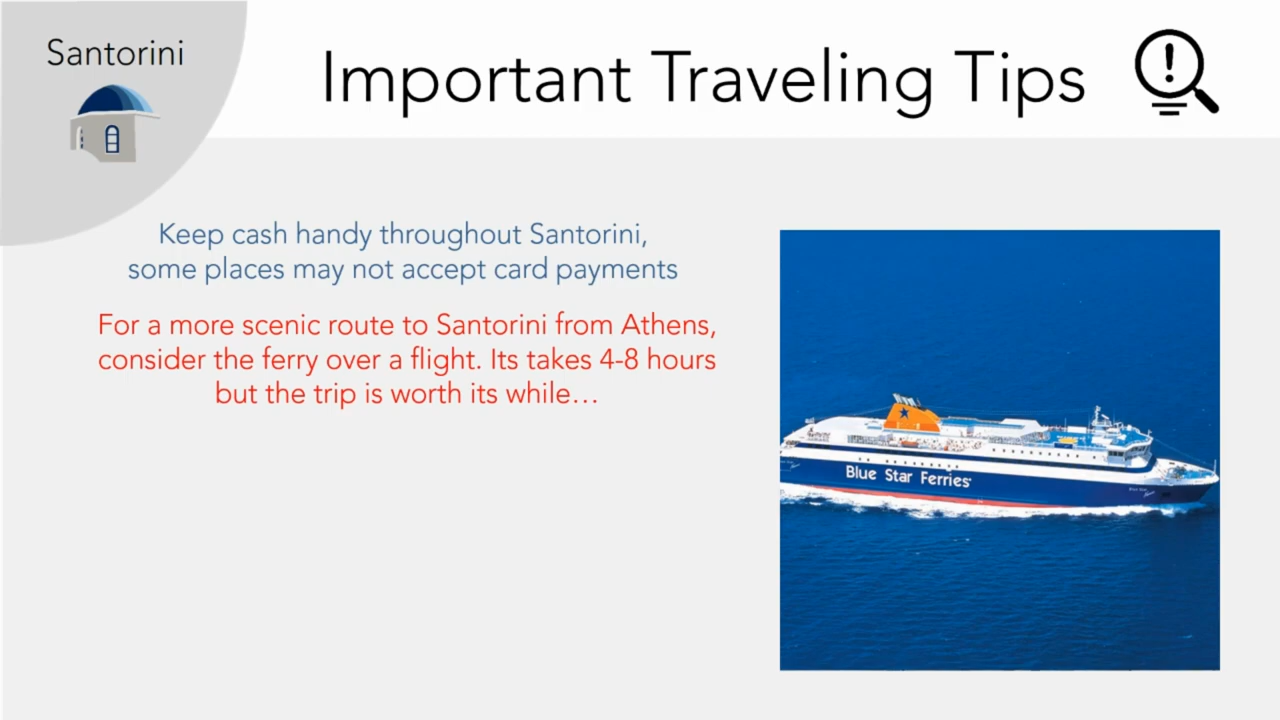 Santorini
Important Traveling Tips
Keep cash handy throughout Santorini,
some places may not accept card payments
For a more scenic route to Santorini from Athens,
consider the ferry over a flight. Its takes 4-8 hours
but the trip is worth its while…
Blue Star Ferries